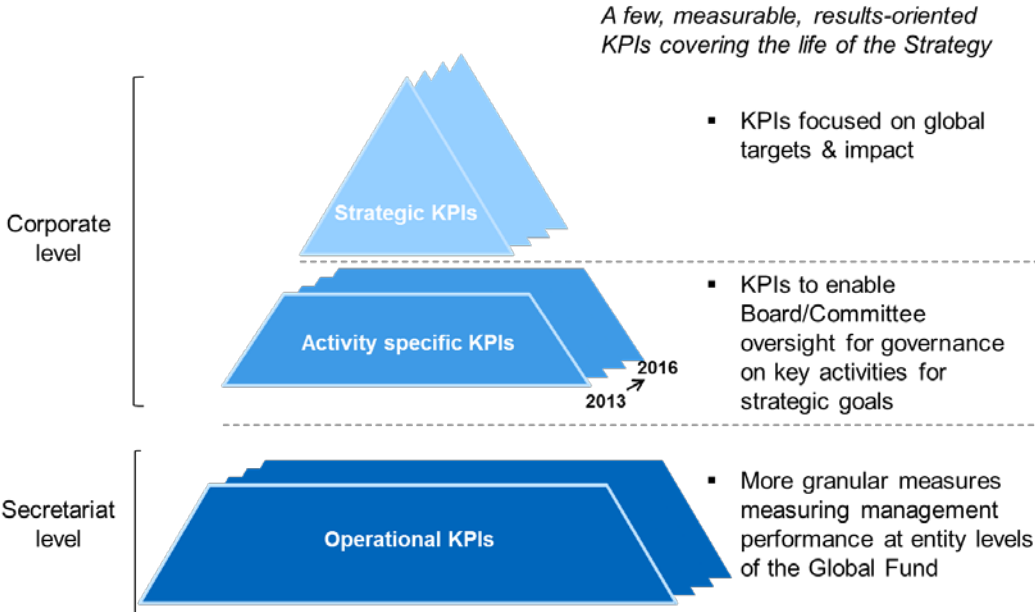 A few, measurable, results-oriented
KPIs covering the life of the Strategy
Corporate
level
Strategic KPIs
▪ KPIs focused on global
targets & impact
Activity specific KPIs
2013
2016
▪ KPIs to enable
Board/Committee
oversight for governance
on key activities for
strategic goals
Secretariat
level
Operational KPIs
▪ More granular measures
measuring management
performance at entity levels
of the Global Fund